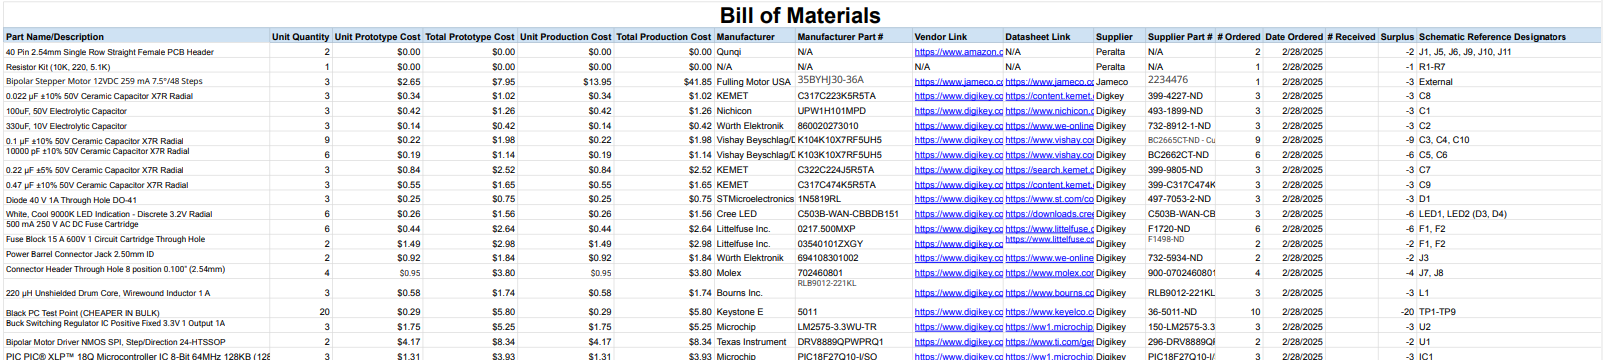 Bill of Materials
Part Name/Description Unit Quantity Unit Prototype Cost Total Prototype Cost Unit Production Cost Total Production Cost Manufacturer Manufacturer Part # Vendor Link Datasheet Link Supplier Supplier Part # # Ordered Date Ordered # Received Surplus Schematic Reference Designators
40 Pin 2.54mm Single Row Straight Female PCB Header 2 $0.00 $0.00 $0.00 $0.00 Qunqi N/A https://www.amazon.c N/A Peralta N/A 2 2/28/2025 -2 J1, J5, J6, J9, J10, J11
Resistor Kit (10K, 220, 5.1K) 1 $0.00 $0.00 $0.00 $0.00 N/A N/A N/A N/A Peralta N/A 1 2/28/2025 -1 R1-R7
Bipolar Stepper Motor 12VDC 259 mA 7.5°/48 Steps 3 $2.65 $7.95 $13.95 $41.85 Fulling Motor USA 35BYHJ30-36A https://www.jameco.cc https://www.jameco.cc Jameco 2234476 1 2/28/2025 -3 External
0.022 µF ±10% 50V Ceramic Capacitor X7R Radial 3 $0.34 $1.02 $0.34 $1.02 KEMET C317C223K5R5TA https://www.digikey.cc https://content.kemet. Digikey 399-4227-ND 3 2/28/2025 -3 C8
100uF, 50V Electrolytic Capacitor 3 $0.42 $1.26 $0.42 $1.26 Nichicon UPW1H101MPD https://www.digikey.cc https://www.nichicon.c Digikey 493-1899-ND 3 2/28/2025 -3 C1
330uF, 10V Electrolytic Capacitor 3 $0.14 $0.42 $0.14 $0.42 Würth Elektronik 860020273010 https://www.digikey.cc https://www.we-online Digikey 732-8912-1-ND 3 2/28/2025 -3 C2
0.1 µF ±10% 50V Ceramic Capacitor X7R Radial 9 $0.22 $1.98 $0.22 $1.98 Vishay Beyschlag/D K104K10X7RF5UH5 https://www.digikey.cc https://www.vishay.co Digikey BC2665CT-ND - Cu 9 2/28/2025 -9 C3, C4, C10
10000 pF ±10% 50V Ceramic Capacitor X7R Radial 6 $0.19 $1.14 $0.19 $1.14 Vishay Beyschlag/D K103K10X7RF5UH5 https://www.digikey.cc https://www.vishay.co Digikey BC2662CT-ND 6 2/28/2025 -6 C5, C6
0.22 µF ±5% 50V Ceramic Capacitor X7R Radial 3 $0.84 $2.52 $0.84 $2.52 KEMET C322C224J5R5TA https://www.digikey.cc https://search.kemet.c Digikey 399-9805-ND 3 2/28/2025 -3 C7
0.47 µF ±10% 50V Ceramic Capacitor X7R Radial 3 $0.55 $1.65 $0.55 $1.65 KEMET C317C474K5R5TA https://www.digikey.cc https://content.kemet. Digikey 399-C317C474K 3 2/28/2025 -3 C9
Diode 40 V 1A Through Hole DO-41 3 $0.25 $0.75 $0.25 $0.75 STMicroelectronics 1N5819RL https://www.digikey.cc https://www.st.com/co Digikey 497-7053-2-ND 3 2/28/2025 -3 D1
White, Cool 9000K LED Indication - Discrete 3.2V Radial 6 $0.26 $1.56 $0.26 $1.56 Cree LED C503B-WAN-CBBDB151 https://www.digikey.cc https://downloads.cree Digikey C503B-WAN-CB 6 2/28/2025 -6 LED1, LED2 (D3, D4)
500 mA 250 V AC DC Fuse Cartridge 6 $0.44 $2.64 $0.44 $2.64 Littelfuse Inc. 0217.500MXP https://www.digikey.cc https://www.littelfuse. Digikey F1720-ND 6 2/28/2025 -6 F1, F2
Fuse Block 15 A 600V 1 Circuit Cartridge Through Hole 2 $1.49 $2.98 $1.49 $2.98 Littelfuse Inc. 03540101ZXGY https://www.digikey.cc https://www.littelfuse.c Digikey F1498-ND 2 2/28/2025 -2 F1, F2
Power Barrel Connector Jack 2.50mm ID 2 $0.92 $1.84 $0.92 $1.84 Würth Elektronik 694108301002 https://www.digikey.cc https://www.we-online Digikey 732-5934-ND 2 2/28/2025 -2 J3
Connector Header Through Hole 8 position 0.100" (2.54mm) 4 $0.95 $3.80 $0.95 $3.80 Molex 702460801 https://www.digikey.cc https://www.molex.cor Digikey 900-0702460801 4 2/28/2025 -4 J7, J8
220 µH Unshielded Drum Core, Wirewound Inductor 1 A 3 $0.58 $1.74 $0.58 $1.74 Bourns Inc. RLB9012-221KL https://www.digikey.cc https://www.bourns.cc Digikey RLB9012-221KL 3 2/28/2025 -3 L1
Black PC Test Point (CHEAPER IN BULK) 20 $0.29 $5.80 $0.29 $5.80 Keystone E 5011 https://www.digikey.cc https://www.keyelco.c Digikey 36-5011-ND 10 2/28/2025 -20 TP1-TP9
Buck Switching Regulator IC Positive Fixed 3.3V 1 Output 1A 3 $1.75 $5.25 $1.75 $5.25 Microchip LM2575-3.3WU-TR https://www.digikey.cc https://ww1.microchip Digikey 150-LM2575-3.3 3 2/28/2025 -3 U2
Bipolar Motor Driver NMOS SPI, Step/Direction 24-HTSSOP 2 $4.17 $8.34 $4.17 $8.34 Texas Instrument DRV8889QPWPRQ1 https://www.digikey.cc https://www.ti.com/ger Digikey 296-DRV8889QI 2 2/28/2025 -2 U1
PIC PIC® XLP™ 18Q Microcontroller IC 8-Bit 64MHz 128KB (128 3 $1.31 $3.93 $1.31 $3.93 Microchip PIC18F27Q10-I/SO https://www.digikey.cc https://ww1.microchip Digikey PIC18F27Q10-I/ 3 2/28/2025 -3 IC1